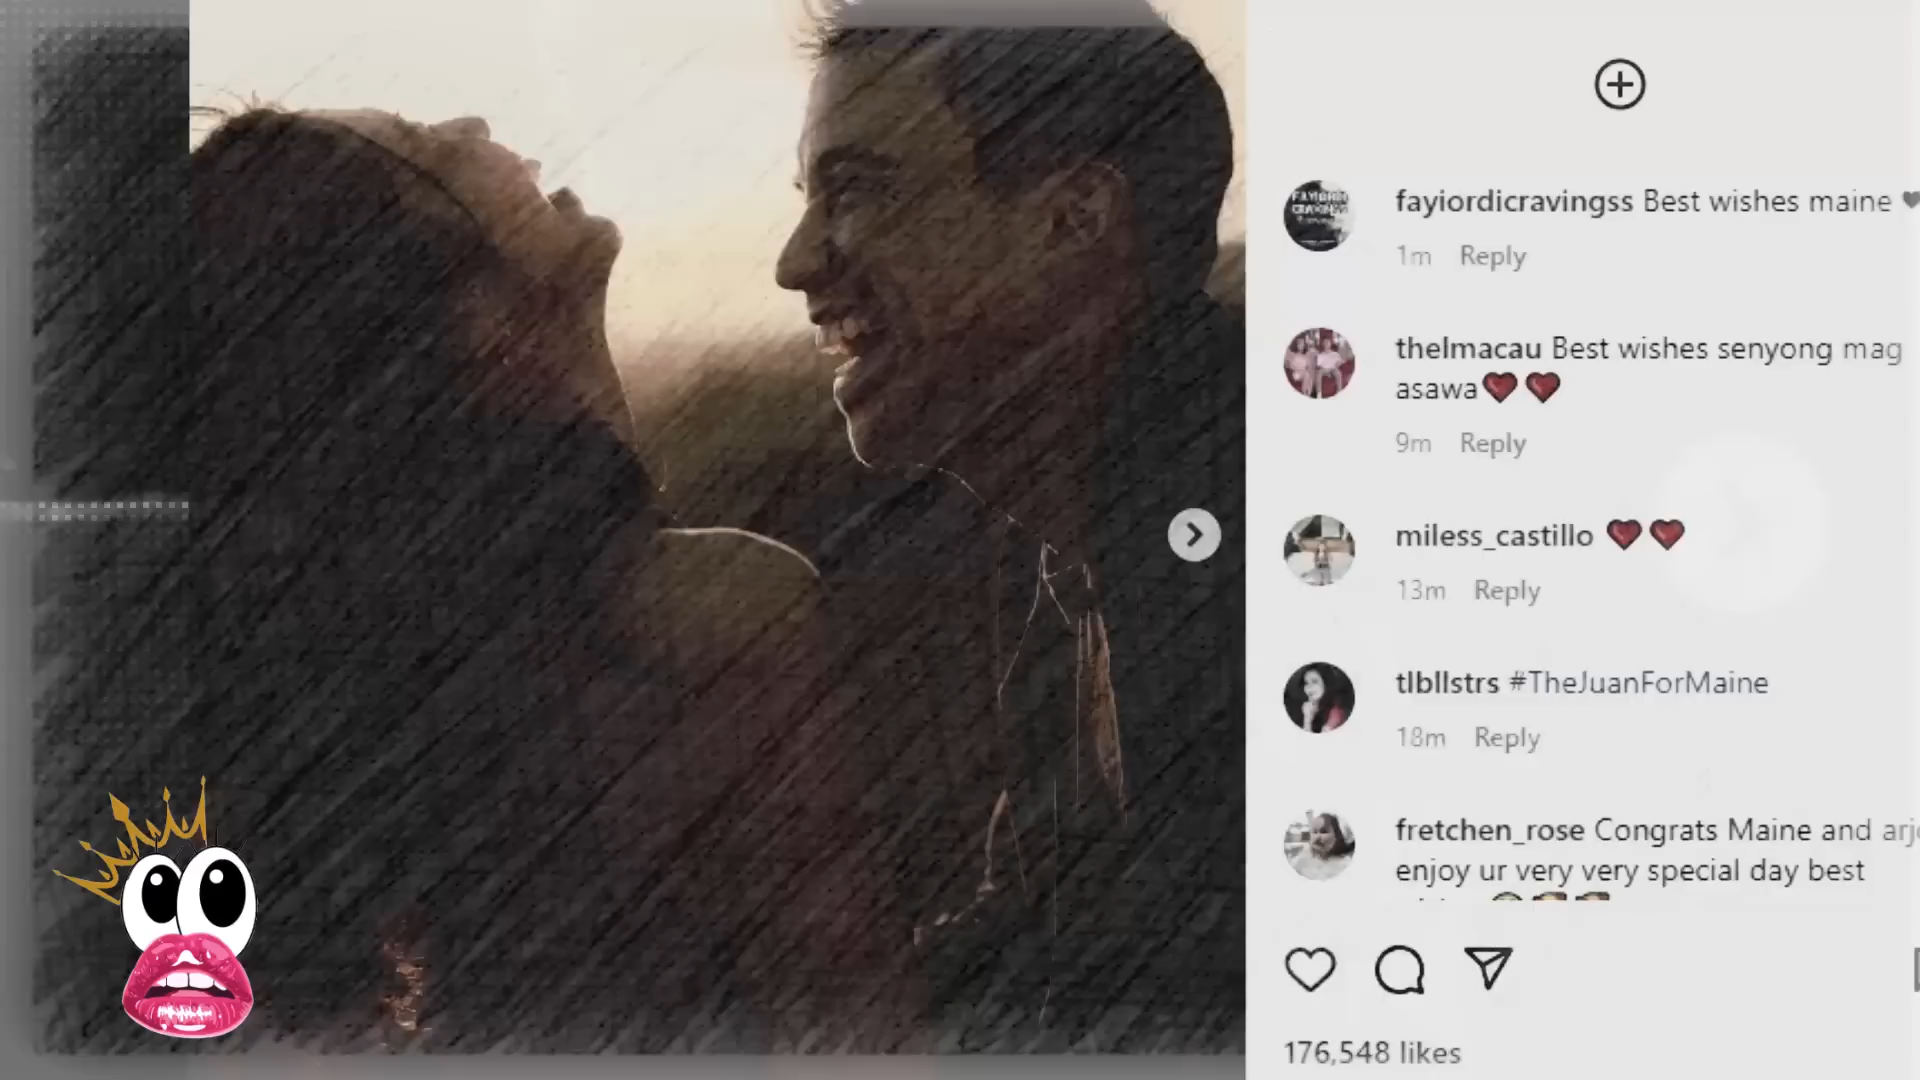 fayiordicravingss Best wishes maine
1m Reply
thelmacau Best wishes senyong mag
asawa❤❤
9m Reply
miless_castillo ❤❤
13m Reply
tlbllstrs #TheJuanForMaine
18m Reply
fretchen_rose Congrats Maine and arj
enjoy ur very very special day best
176,548 likes